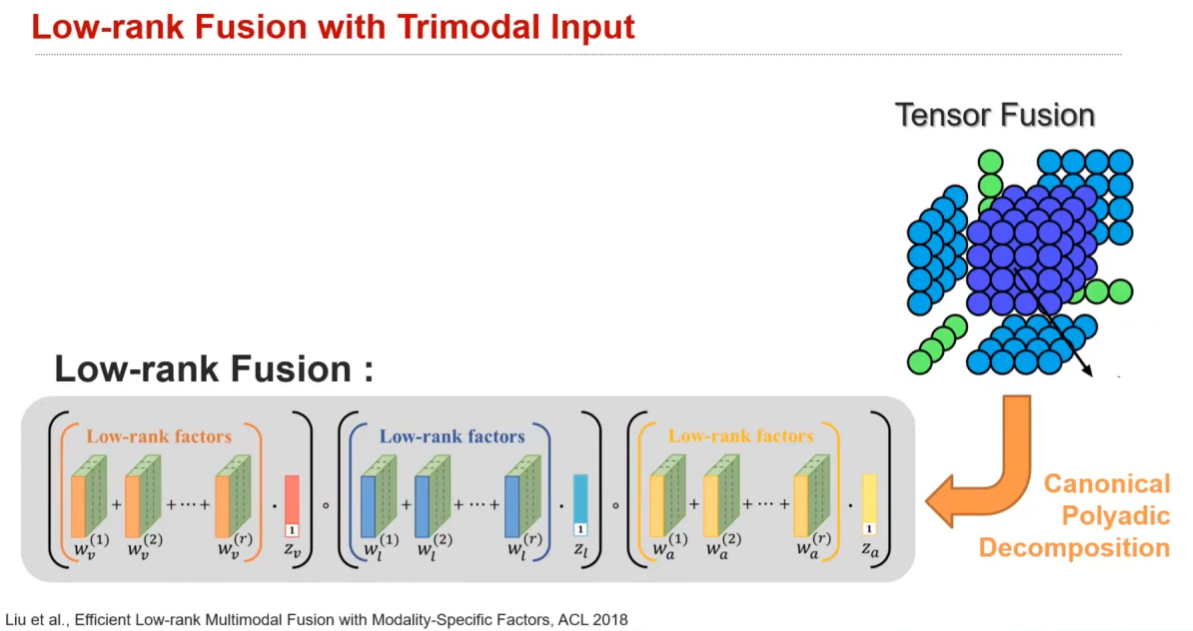 Low-rank Fusion with Trimodal Input
Tensor Fusion
Low-rank Fusion :
Low-rank factors
+ + ⋯ +
w_v^(1) w_v^(2) w_v^(r)
·
1
z_v
∘
Low-rank factors
+ + ⋯ +
w_l^(1) w_l^(2) w_l^(r)
·
1
z_l
∘
Low-rank factors
+ + ⋯ +
w_a^(1) w_a^(2) w_a^(r)
·
1
z_a
Canonical
Polyadic
Decomposition
Liu et al., Efficient Low-rank Multimodal Fusion with Modality-Specific Factors, ACL 2018